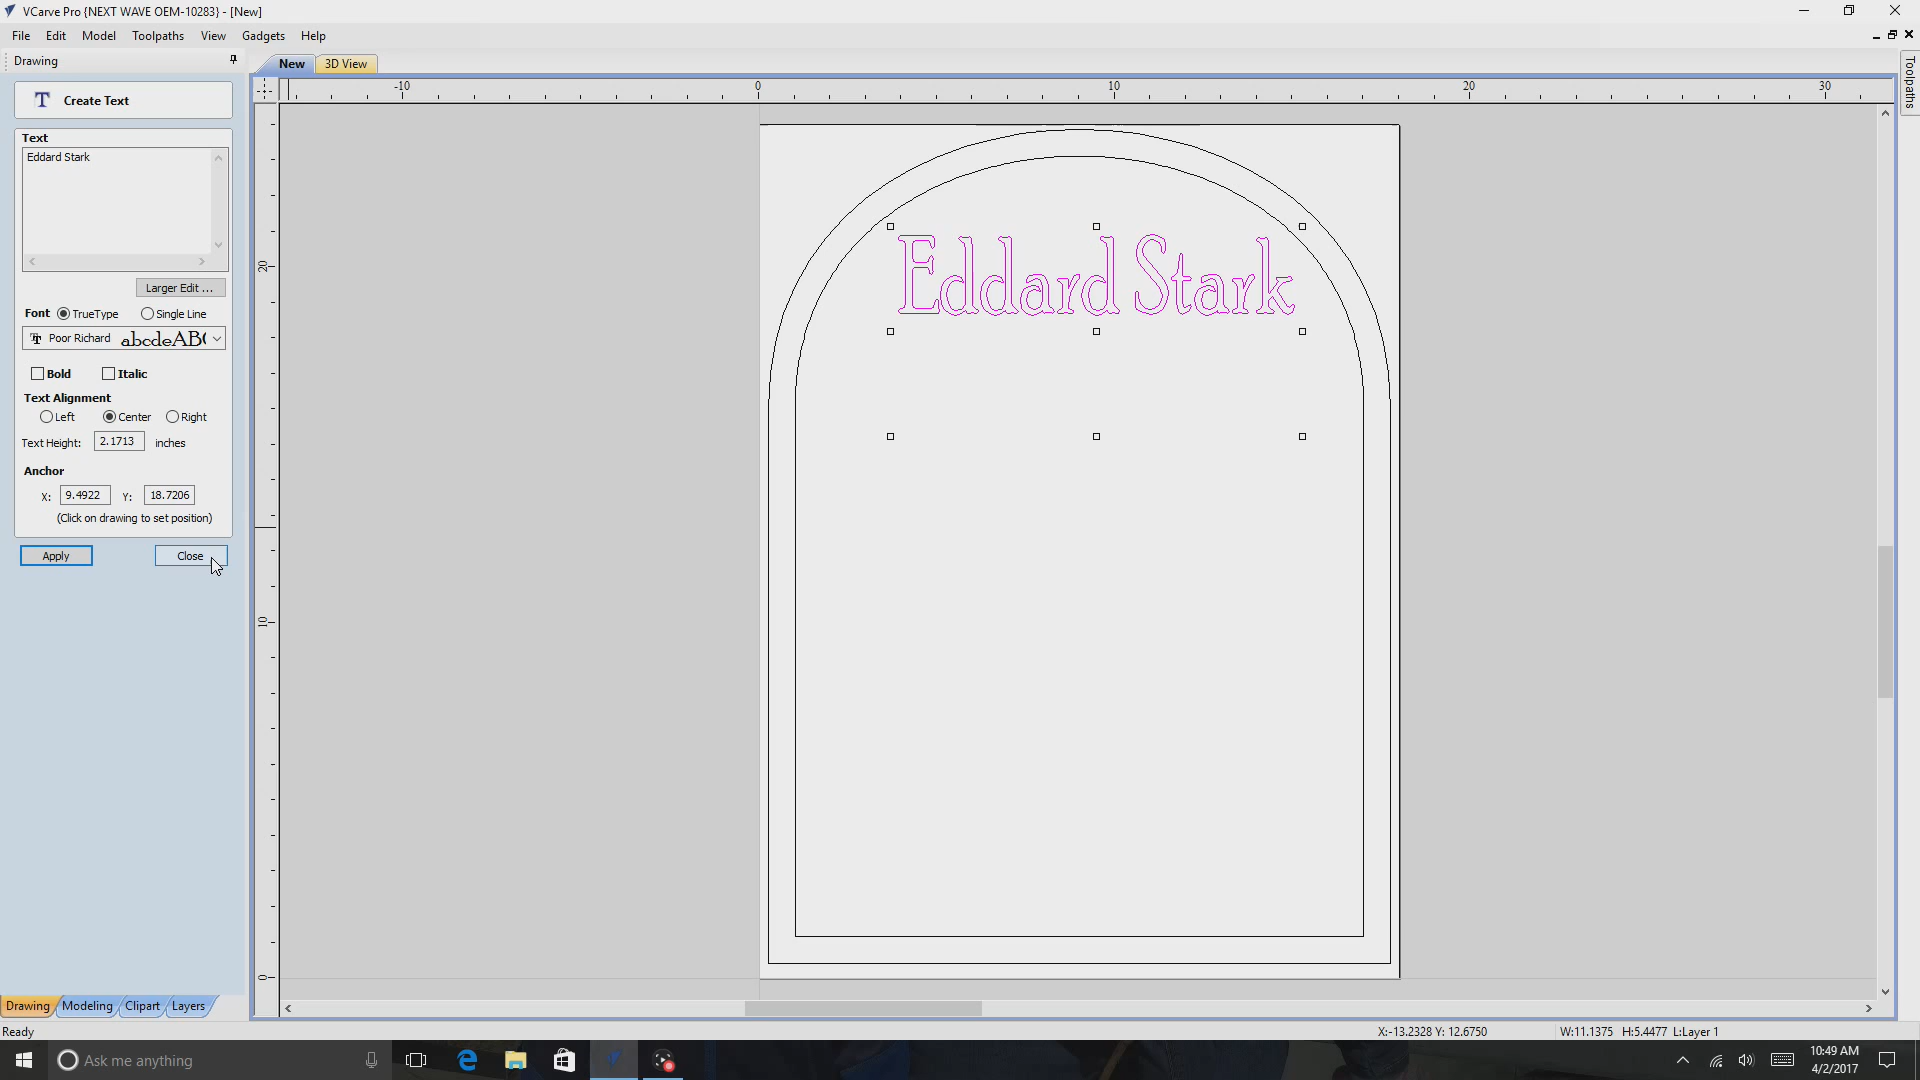 VCarve Pro {NEXT WAVE OEM-10283} - [New]
File Edit Model Toolpaths View Gadgets Help
Drawing
New 3D View
Toolpaths
T Create Text
-10 0 10 20 30
Text
Eddard Stark
Eddard Stark
20
Larger Edit ...
Font TrueType Single Line
Poor Richard abcdeABC
Bold Italic
Text Alignment
Left Center Right
Text Height: 2.1713 inches
Anchor
X: 9.4922 Y: 18.7206
(Click on drawing to set position)
Apply Close
10
0
Drawing Modeling Clipart Layers
Ready
X:-13.2328 Y: 12.6750 W:11.1375 H:5.4477 L:Layer 1
Ask me anything
10:49 AM
4/2/2017